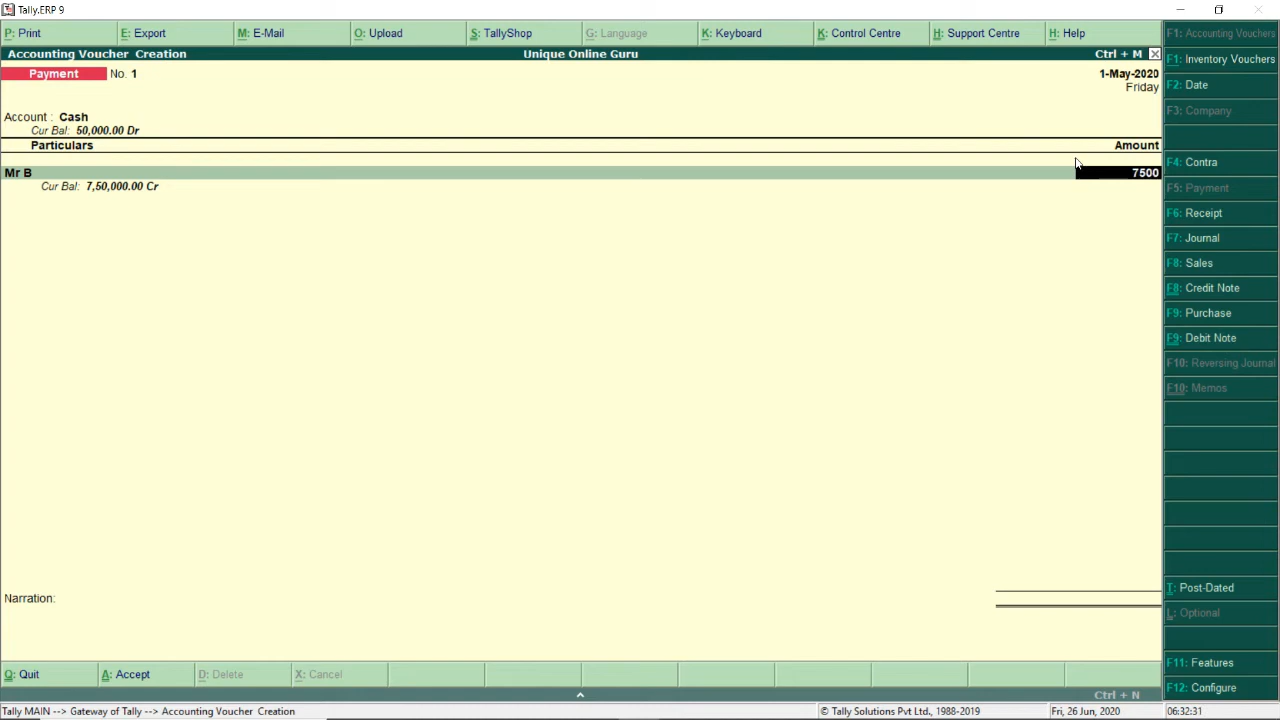 Tally.ERP 9
P: Print E: Export M: E-Mail O: Upload S: TallyShop G: Language K: Keyboard K: Control Centre H: Support Centre H: Help
Accounting Voucher Creation Unique Online Guru Ctrl + M
Payment No. 1 1-May-2020
Friday
Account : Cash
Cur Bal: 50,000.00 Dr
Particulars Amount
Mr B 7500
Cur Bal: 7,50,000.00 Cr
Narration:
Q: Quit A: Accept D: Delete X: Cancel
Ctrl + N
F1: Accounting Vouchers
F1: Inventory Vouchers
F2: Date
F3: Company
F4: Contra
F5: Payment
F6: Receipt
F7: Journal
F8: Sales
F8: Credit Note
F9: Purchase
F9: Debit Note
F10: Reversing Journal
F10: Memos
T: Post-Dated
L: Optional
F11: Features
F12: Configure
Tally MAIN --> Gateway of Tally --> Accounting Voucher Creation © Tally Solutions Pvt Ltd., 1988-2019 Fri, 26 Jun, 2020 06:32:31